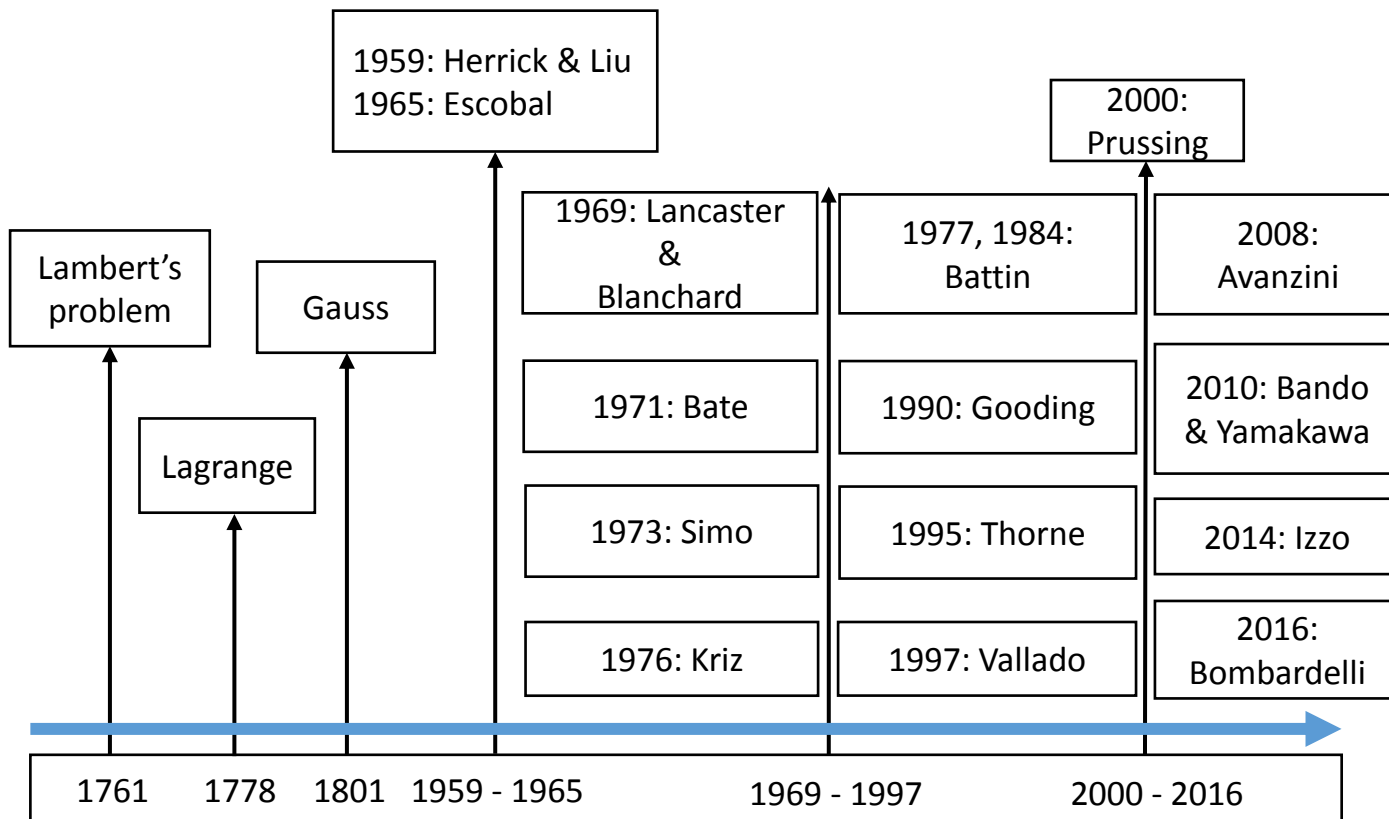 Lambert’s
problem
Lagrange
Gauss
1959: Herrick & Liu
1965: Escobal
1969: Lancaster
&
Blanchard
1971: Bate
1973: Simo
1976: Kriz
1977, 1984:
Battin
1990: Gooding
1995: Thorne
1997: Vallado
2000:
Prussing
2008:
Avanzini
2010: Bando
& Yamakawa
2014: Izzo
2016:
Bombardelli
1761 1778 1801 1959 - 1965 1969 - 1997 2000 - 2016